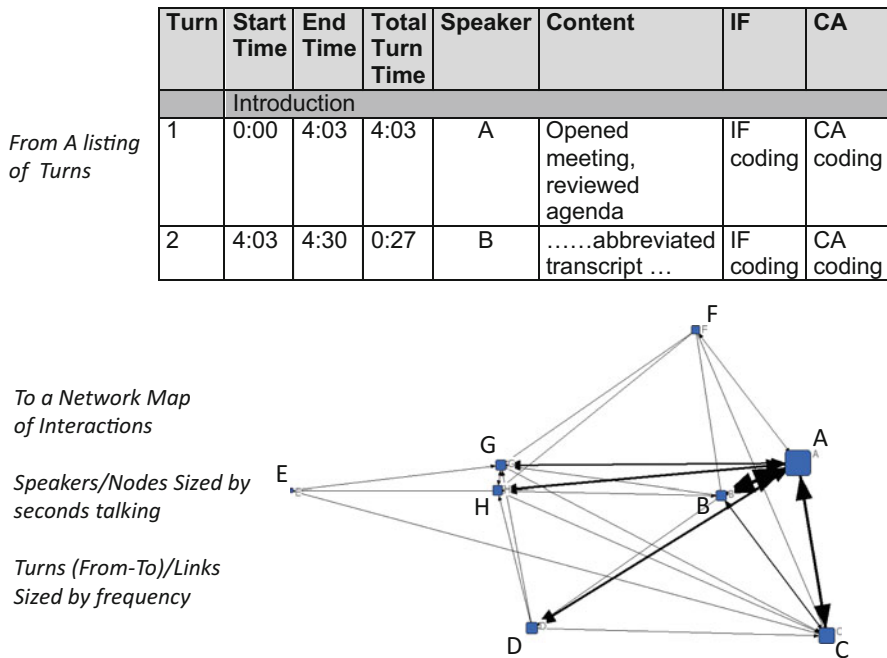 Turn Start Time End Time Total Turn Time Speaker Content IF CA
Introduction
From A listing
of Turns
1 0:00 4:03 4:03 A Opened meeting, reviewed agenda IF coding CA coding
2 4:03 4:30 0:27 B ……abbreviated transcript … IF coding CA coding
F
F
To a Network Map
of Interactions
A
A
G
E
Speakers/Nodes Sized by
seconds talking
H
B
Turns (From-To)/Links
Sized by frequency
D
C